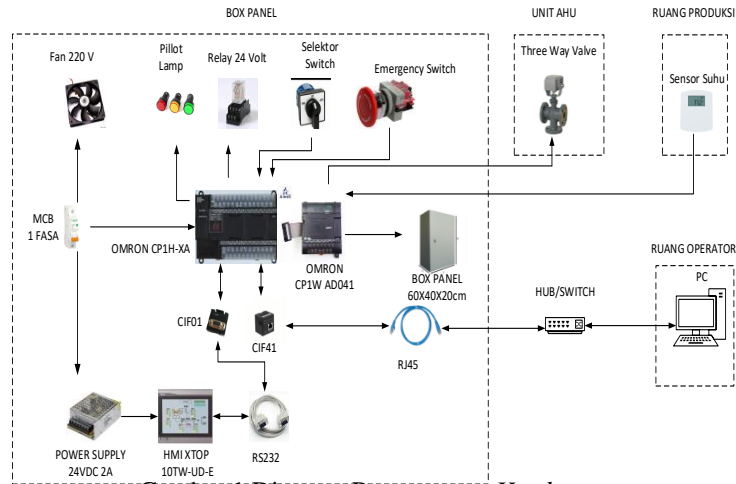 BOX PANEL
UNIT AHU
RUANG PRODUKSI
Fan 220 V
Pillot
Lamp
Relay 24 Volt
Selektor
Switch
Emergency Switch
Three Way Valve
Sensor Suhu
MCB
1 FASA
OMRON CP1H-XA
OMRON
CP1W AD041
BOX PANEL
60X40X20cm
RUANG OPERATOR
PC
HUB/SWITCH
CIF01
CIF41
RJ45
POWER SUPPLY
24VDC 2A
HMI XTOP
10TW-UD-E
RS232